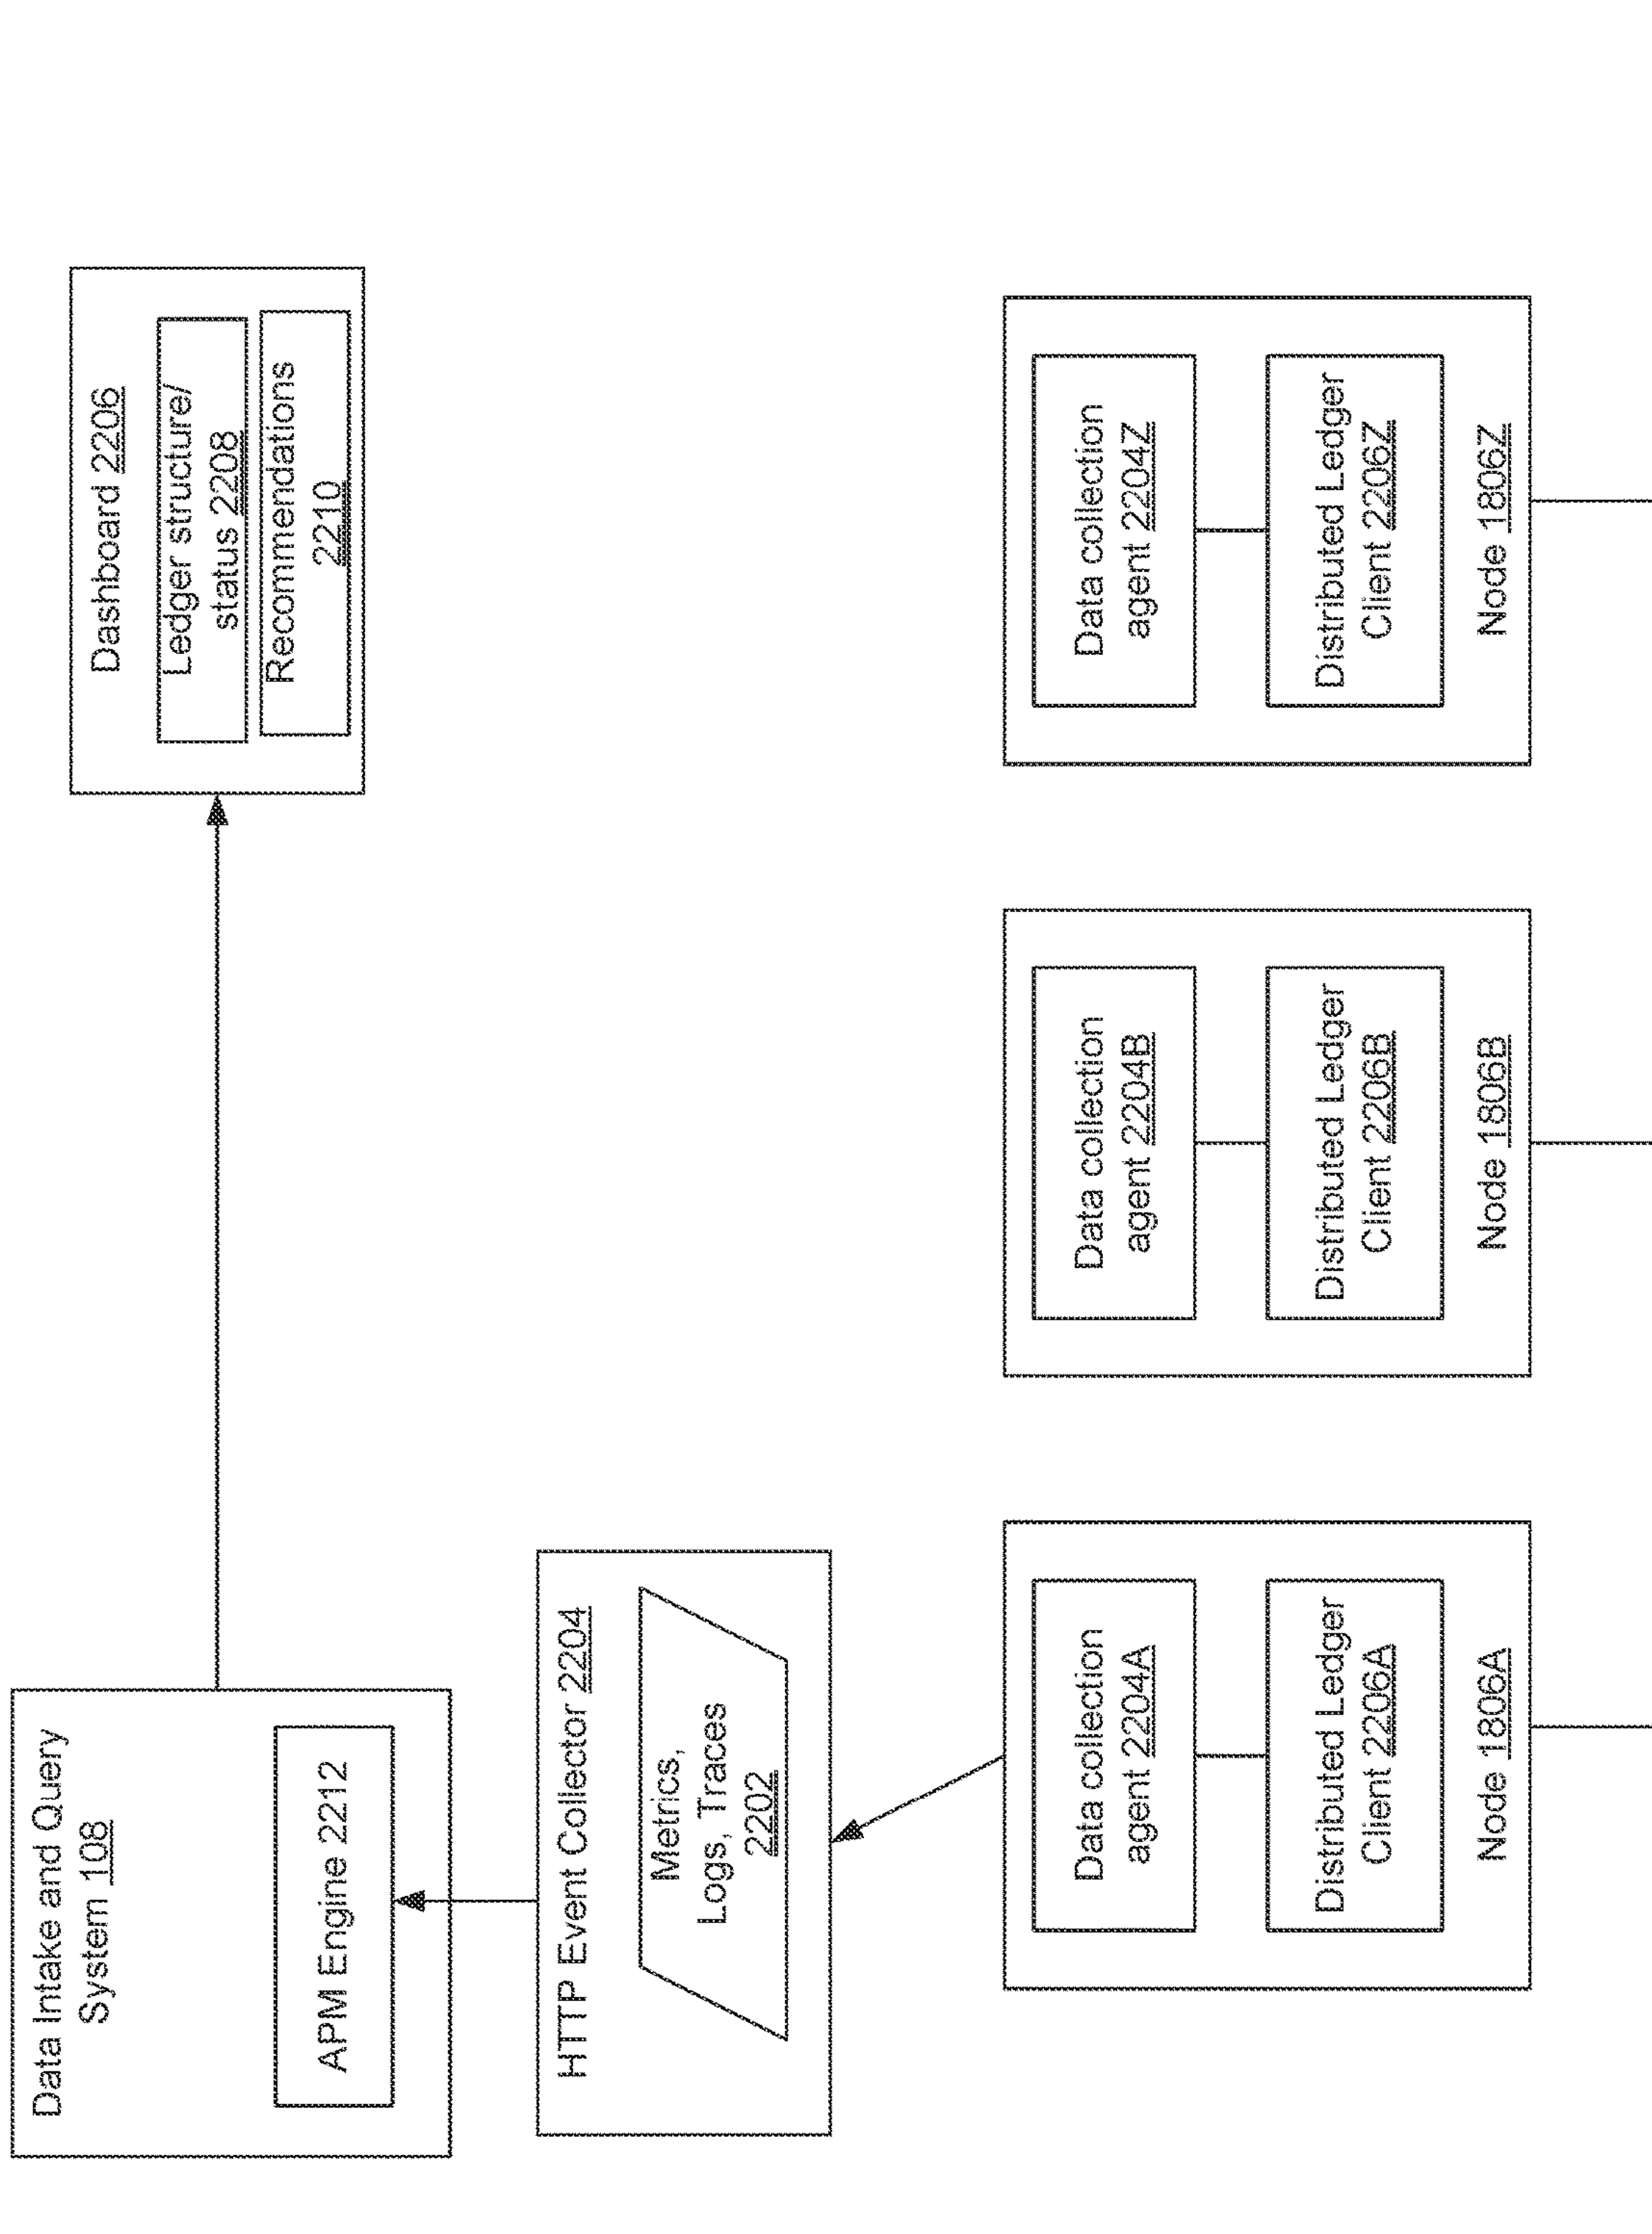 Data Intake and Query
System 108
APM Engine 2212
Dashboard 2206
Ledger structure/
status 2208
Recommendations
2210
HTTP Event Collector 2204
Metrics,
Logs, Traces
2202
Data collection
agent 2204A
Distributed Ledger
Client 2206A
Node 1806A
Data collection
agent 2204B
Distributed Ledger
Client 2206B
Node 1806B
Data collection
agent 2204Z
Distributed Ledger
Client 2206Z
Node 1806Z